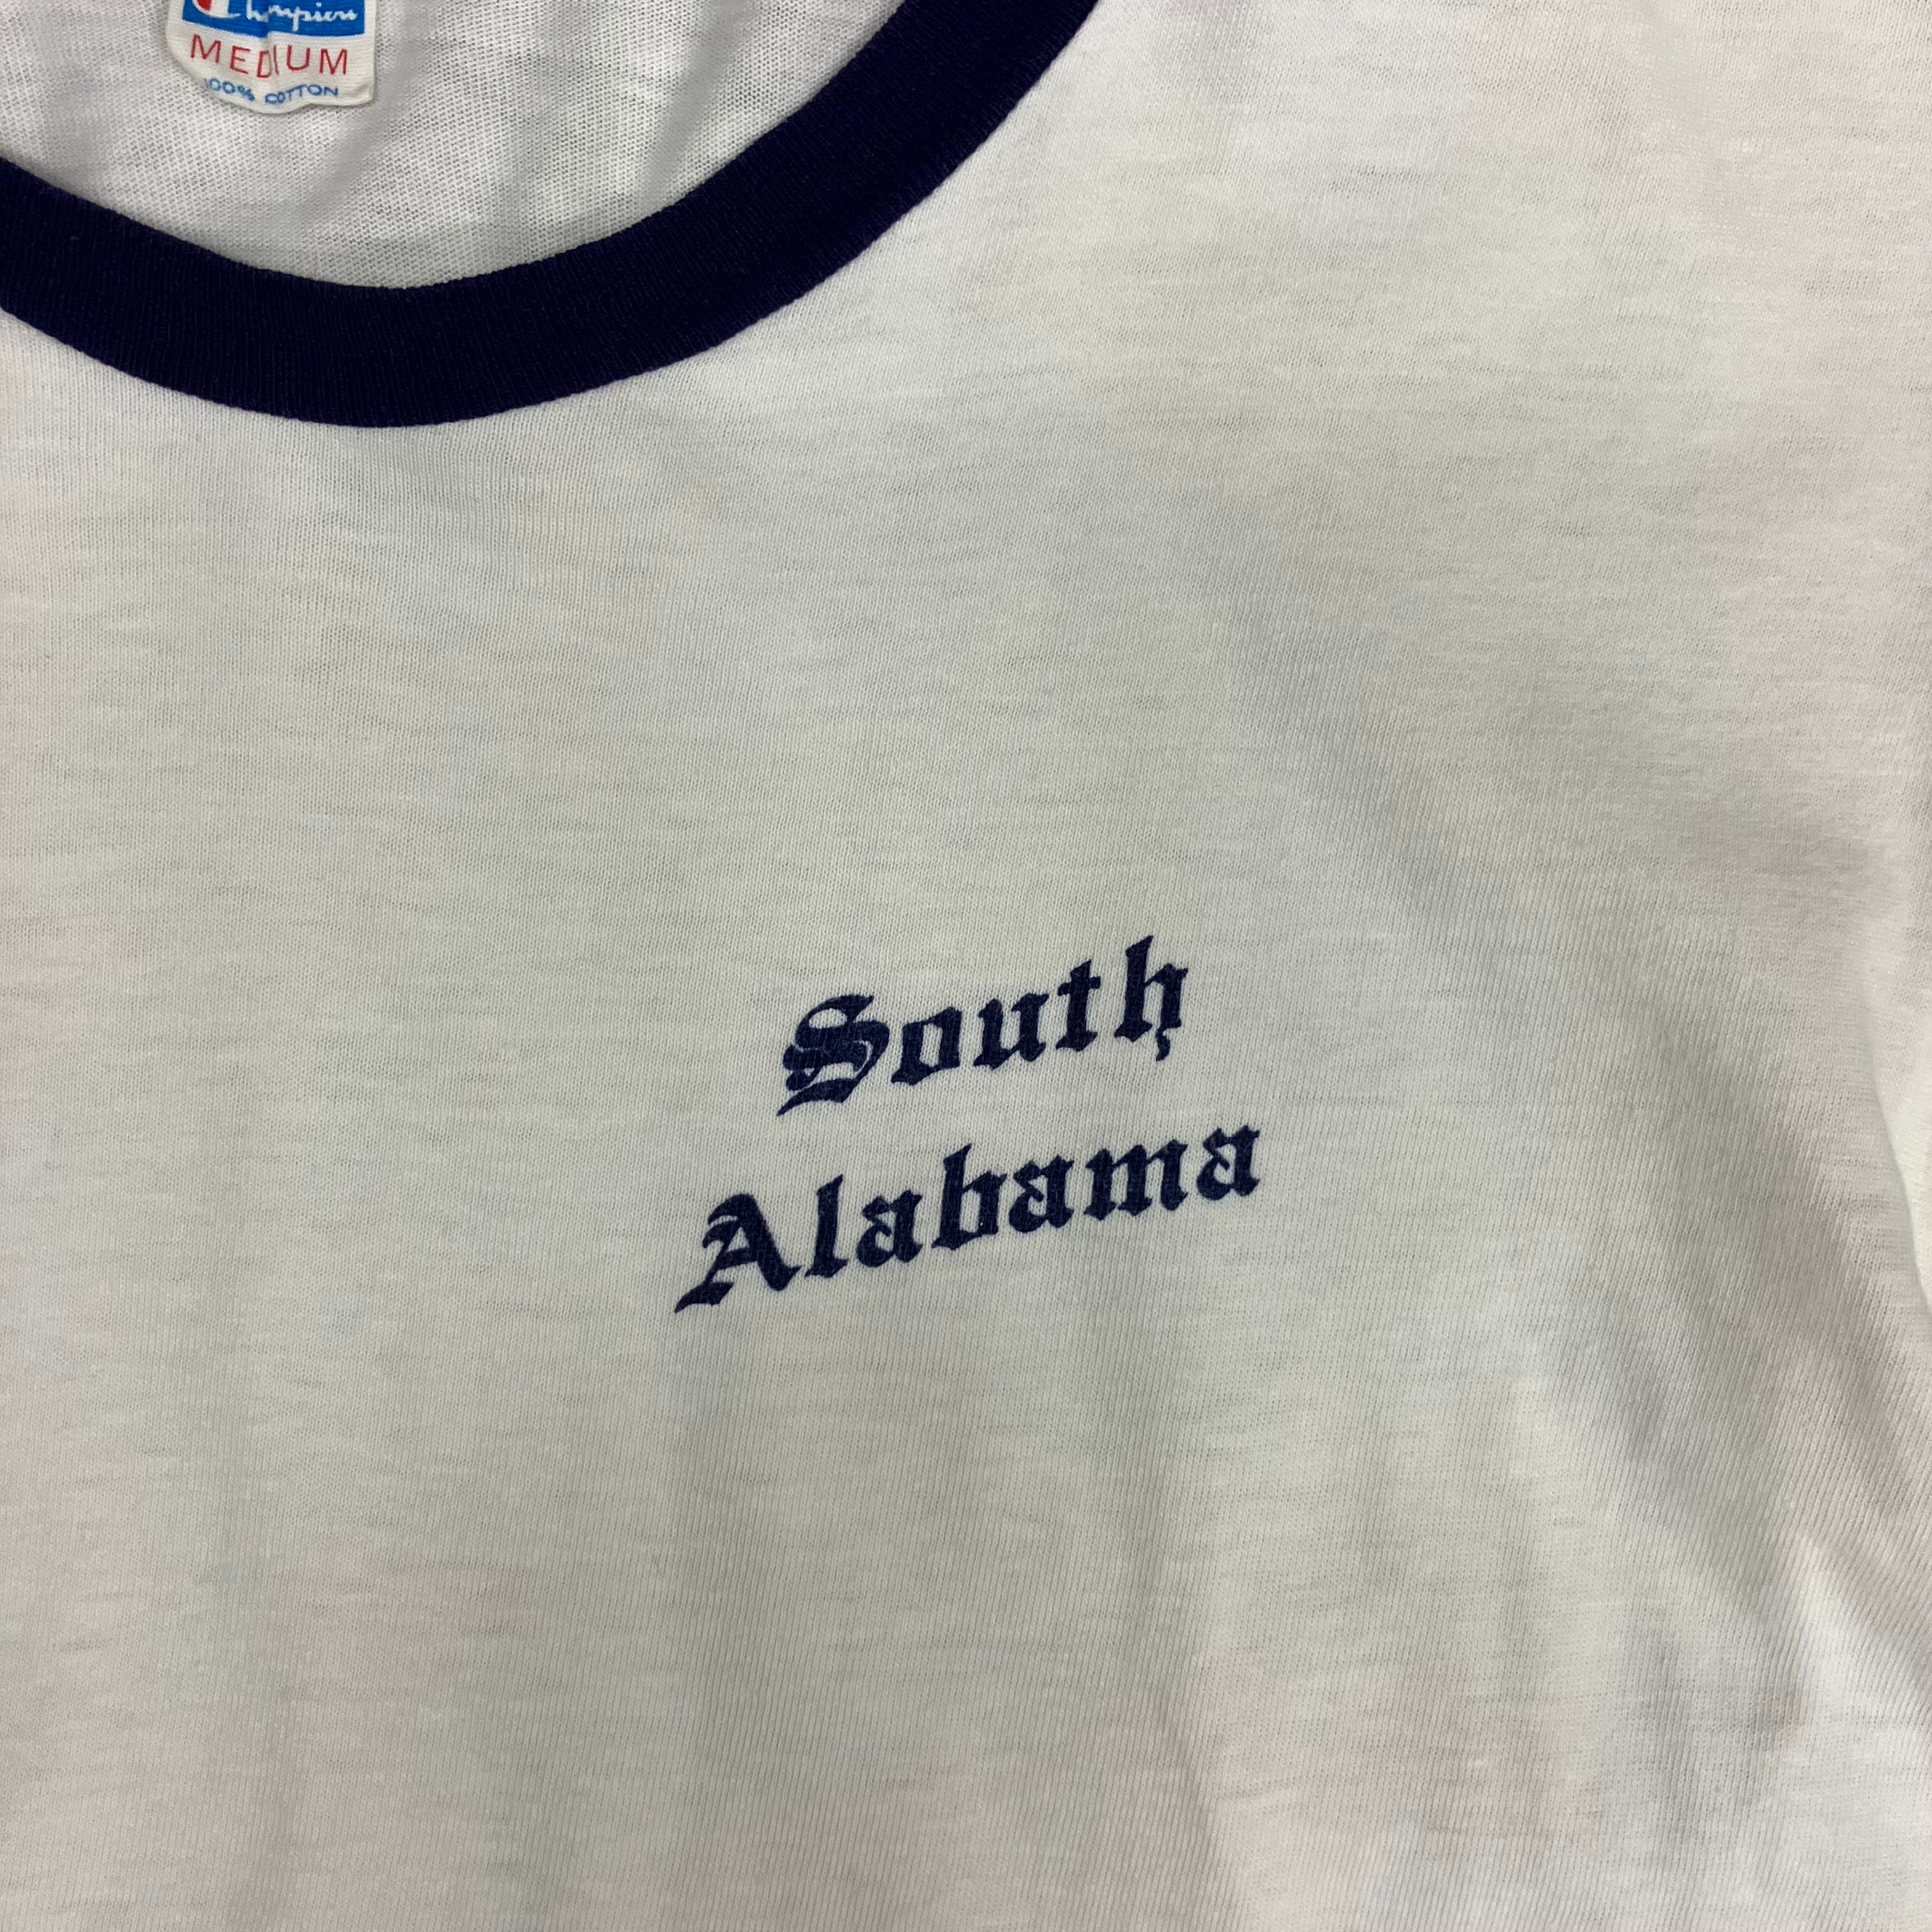 Champion
MEDIUM
100% COTTON
South
Alabama